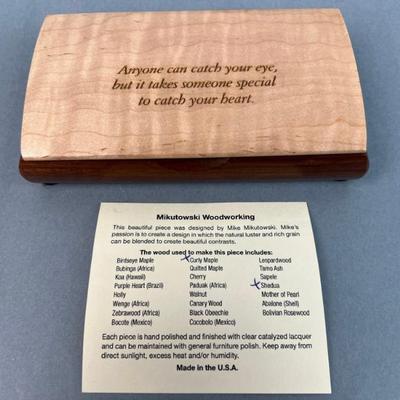 Anyone can catch your eye,
but it takes someone special
to catch your heart.
Mikutowski Woodworking
This beautiful piece was designed by Mike Mikutowski. Mike's
passion is to create a design in which the natural luster and rich grain
can be blended to create beautiful contrasts.
The wood used to make this piece includes:
Birdseye Maple x Curly Maple Leopardwood
Bubinga (Africa) Quilted Maple Tamo Ash
Koa (Hawaii) Cherry Sapele
Purple Heart (Brazil) Paduak (Africa) x Shedua
Holly Walnut Mother of Pearl
Wenge (Africa) Canary Wood Abalone (Shell)
Zebrawood (Africa) Black Obeechie Bolivian Rosewood
Bocote (Mexico) Cocobolo (Mexico)
Each piece is hand polished and finished with clear catalyzed lacquer
and can be maintained with general furniture polish. Keep away from
direct sunlight, excess heat and/or humidity.
Made in the U.S.A.